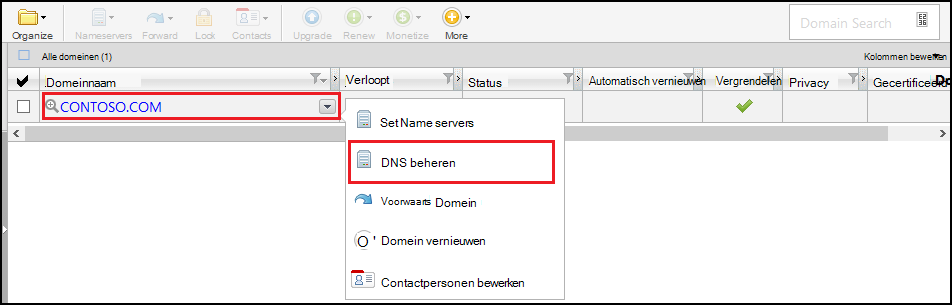 Organize Nameservers Forward Lock Contacts Upgrade Renew Monetize More Domain Search
Alle domeinen (1) Kolommen bewerken
Domeinnaam Verloopt Status Automatisch vernieuwen Vergrendelen Privacy Gecertificeerd Do
CONTOSO.COM
Set Name servers
DNS beheren
Voorwaarts Domein
O ' Domein vernieuwen
Contactpersonen bewerken